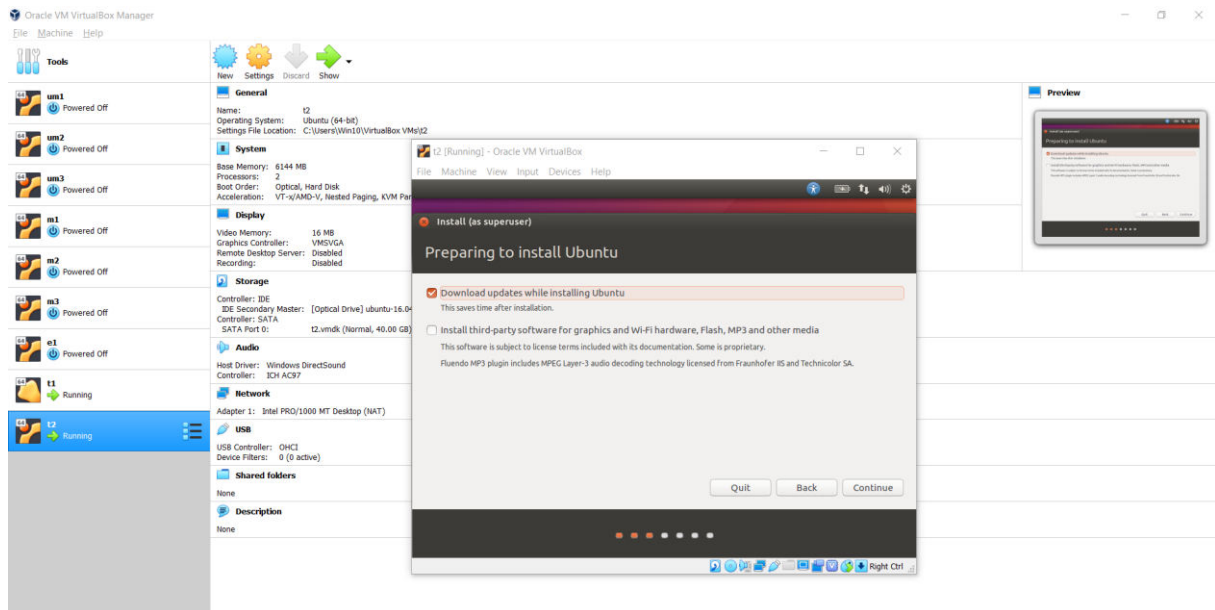 Oracle VM VirtualBox Manager
File Machine Help
Tools
New Settings Discard Show
um1
Powered Off
um2
Powered Off
um3
Powered Off
m1
Powered Off
m2
Powered Off
m3
Powered Off
e1
Powered Off
t1
Running
t2
Running
General
Name: t2
Operating System: Ubuntu (64-bit)
Settings File Location: C:\Users\Win10\VirtualBox VMs\t2
System
Base Memory: 6144 MB
Processors: 2
Boot Order: Optical, Hard Disk
Acceleration: VT-x/AMD-V, Nested Paging, KVM Par
Display
Video Memory: 16 MB
Graphics Controller: VMSVGA
Remote Desktop Server: Disabled
Recording: Disabled
Storage
Controller: IDE
IDE Secondary Master: [Optical Drive] ubuntu-16.04
Controller: SATA
SATA Port 0: t2.vmdk (Normal, 40.00 GB)
Audio
Host Driver: Windows DirectSound
Controller: ICH AC97
Network
Adapter 1: Intel PRO/1000 MT Desktop (NAT)
USB
USB Controller: OHCI
Device Filters: 0 (0 active)
Shared folders
None
Description
None
Preview
t2 [Running] - Oracle VM VirtualBox
File Machine View Input Devices Help
Install (as superuser)
Preparing to install Ubuntu
Download updates while installing Ubuntu
This saves time after installation.
Install third-party software for graphics and Wi-Fi hardware, Flash, MP3 and other media
This software is subject to license terms included with its documentation. Some is proprietary.
Fluendo MP3 plugin includes MPEG Layer-3 audio decoding technology licensed from Fraunhofer IIS and Technicolor SA.
Quit Back Continue
Right Ctrl